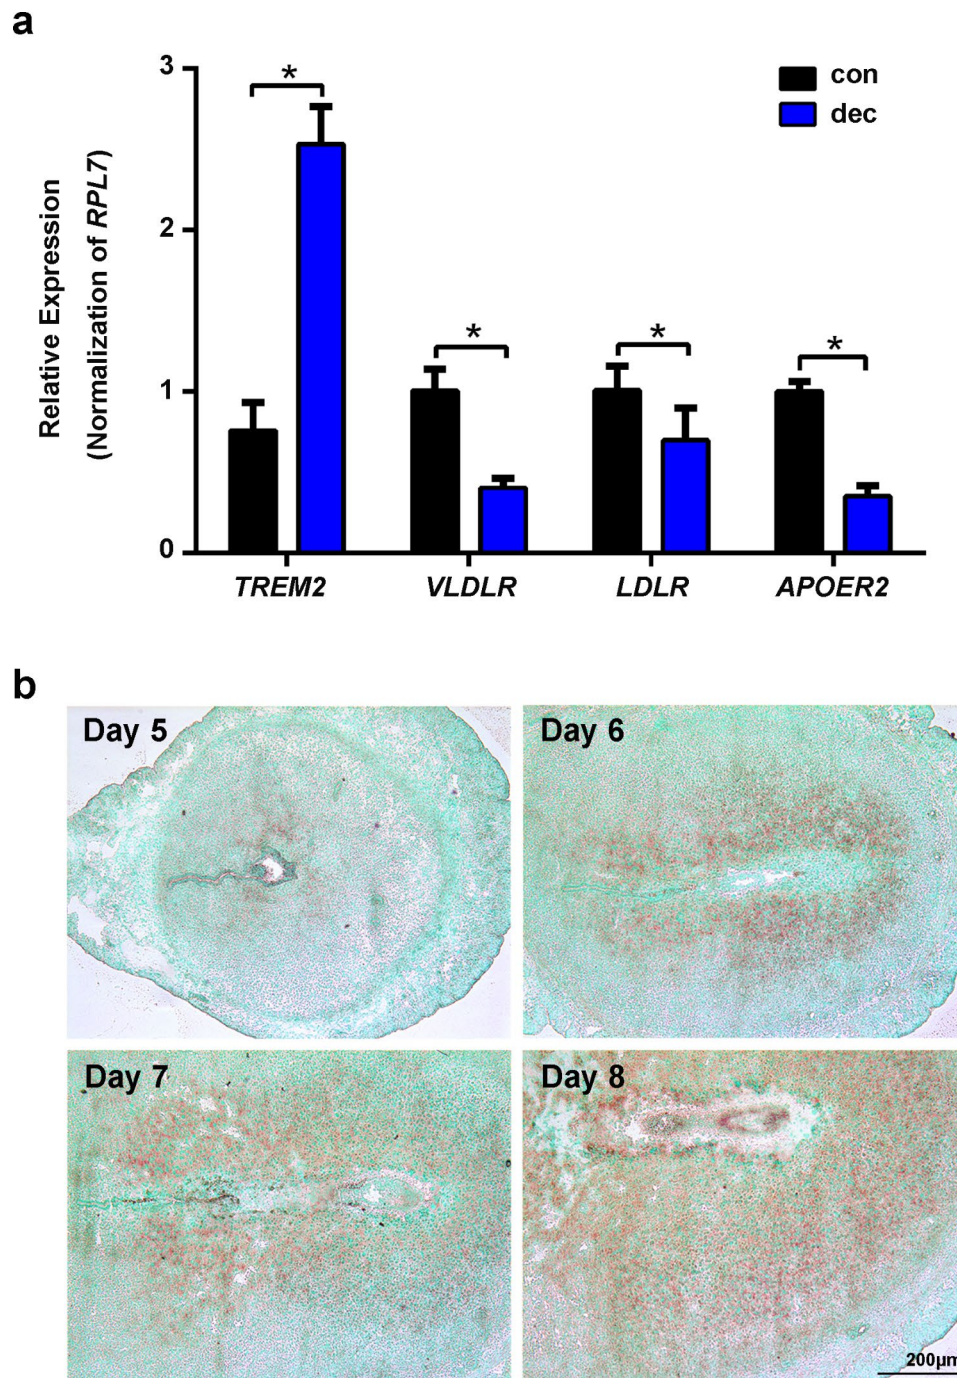 a
3
2
1
0
Relative Expression
(Normalization of RPL7)
con
dec
*
*
*
*
TREM2 VLDLR LDLR APOER2
b
Day 5
Day 6
Day 7
Day 8
200μm